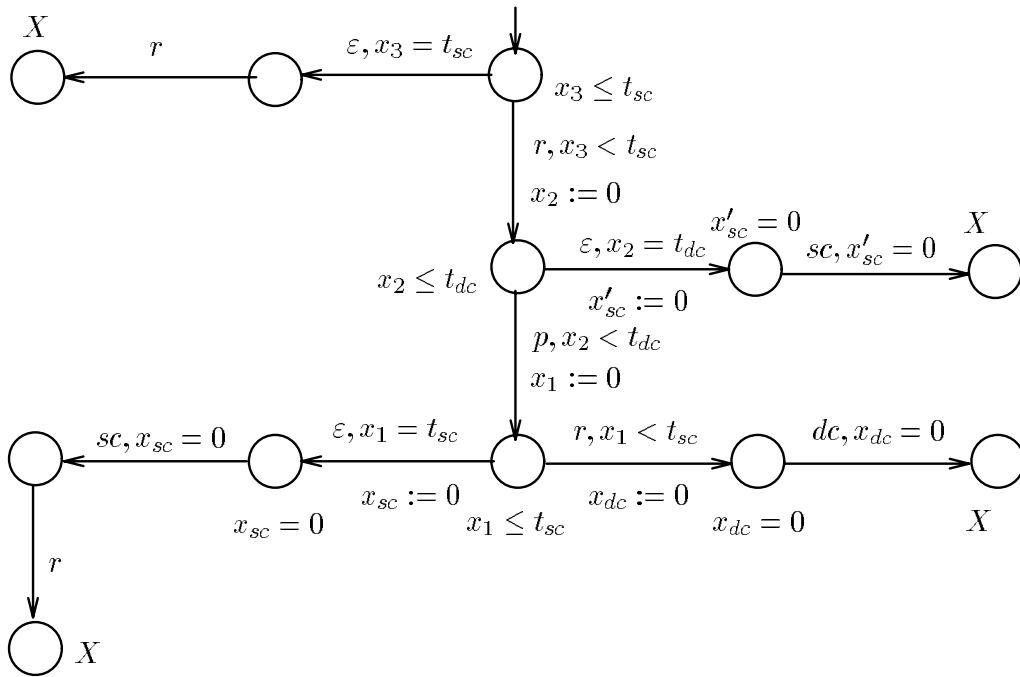 X
r
ε, x₃ = t_sc
x₃ ≤ t_sc
r, x₃ < t_sc
x₂ := 0
x₂ ≤ t_dc
ε, x₂ = t_dc
x′_sc := 0
x′_sc = 0
sc, x′_sc = 0
X
p, x₂ < t_dc
x₁ := 0
sc, x_sc = 0
ε, x₁ = t_sc
r, x₁ < t_sc
dc, x_dc = 0
x_sc := 0
x_dc := 0
x_sc = 0
x₁ ≤ t_sc
x_dc = 0
X
r
X